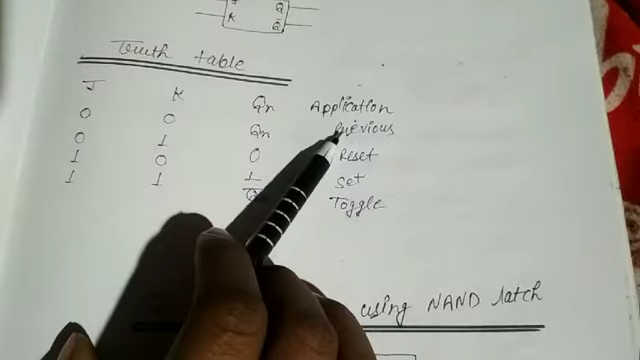 K Q
Q̅
Truth table
J K Qn Application
0 0 Qn Previous
0 1 0 Reset
1 0 1 Set
1 1 Toggle
using NAND latch